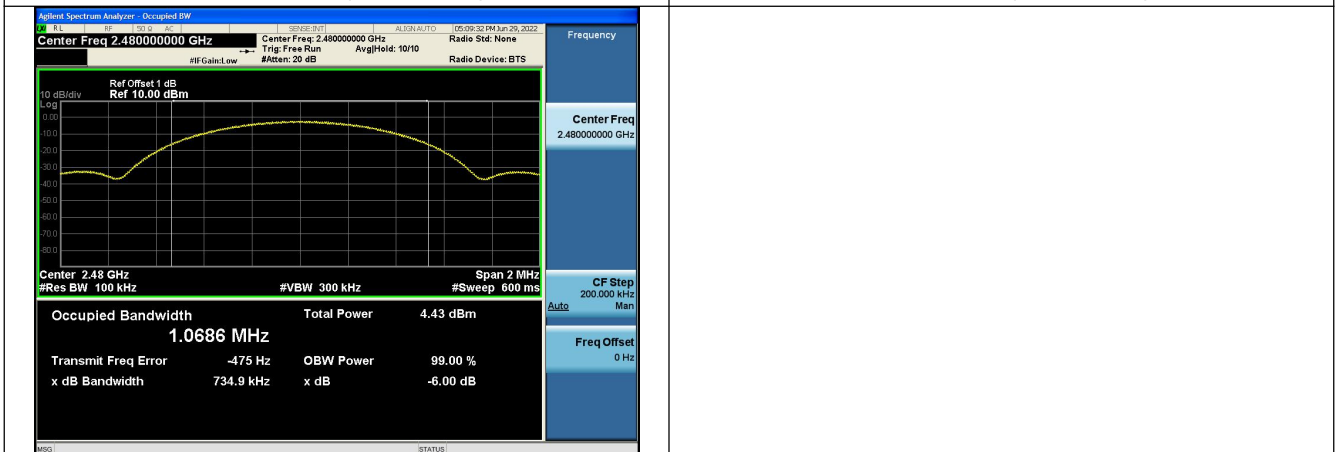 Agilent Spectrum Analyzer - Occupied BW
RL RF 50 Ω AC SENSE:INT ALIGN AUTO 05:09:32 PM Jun 29, 2022
Center Freq 2.480000000 GHz Center Freq: 2.480000000 GHz Radio Std: None
Trig: Free Run Avg|Hold: 10/10
#IFGain:Low #Atten: 20 dB Radio Device: BTS
Frequency
Ref Offset 1 dB
10 dB/div Ref 10.00 dBm
Log
0.00
-10.0
-20.0
-30.0
-40.0
-50.0
-60.0
-70.0
-80.0
Center Freq
2.480000000 GHz
Center 2.48 GHz Span 2 MHz
#Res BW 100 kHz #VBW 300 kHz #Sweep 600 ms
CF Step
200.000 kHz
Auto Man
Occupied Bandwidth Total Power 4.43 dBm
1.0686 MHz
Transmit Freq Error -475 Hz OBW Power 99.00 %
x dB Bandwidth 734.9 kHz x dB -6.00 dB
Freq Offset
0 Hz
MSG STATUS